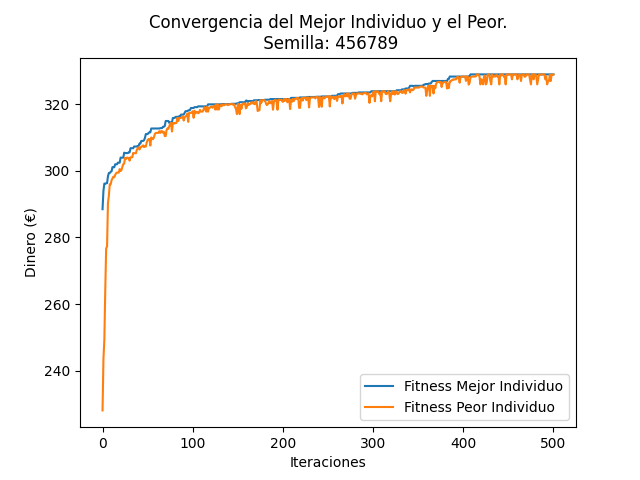 Convergencia del Mejor Individuo y el Peor.
Semilla: 456789
Dinero (€)
320
300
280
260
240
0 100 200 300 400 500
Iteraciones
Fitness Mejor Individuo
Fitness Peor Individuo